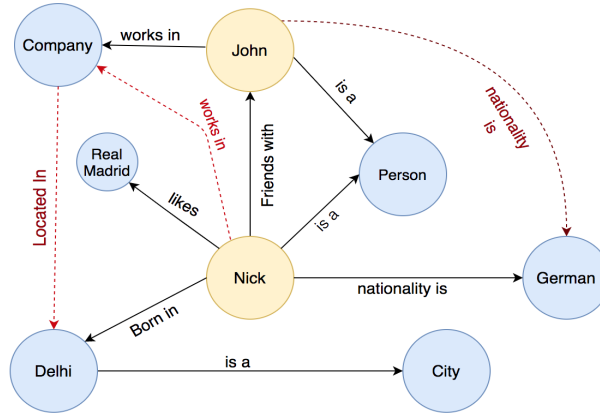 Company
works in
John
is a
nationality
is
works in
Real
Madrid
Friends with
Person
likes
is a
Located In
Nick
nationality is
German
Born in
Delhi
is a
City